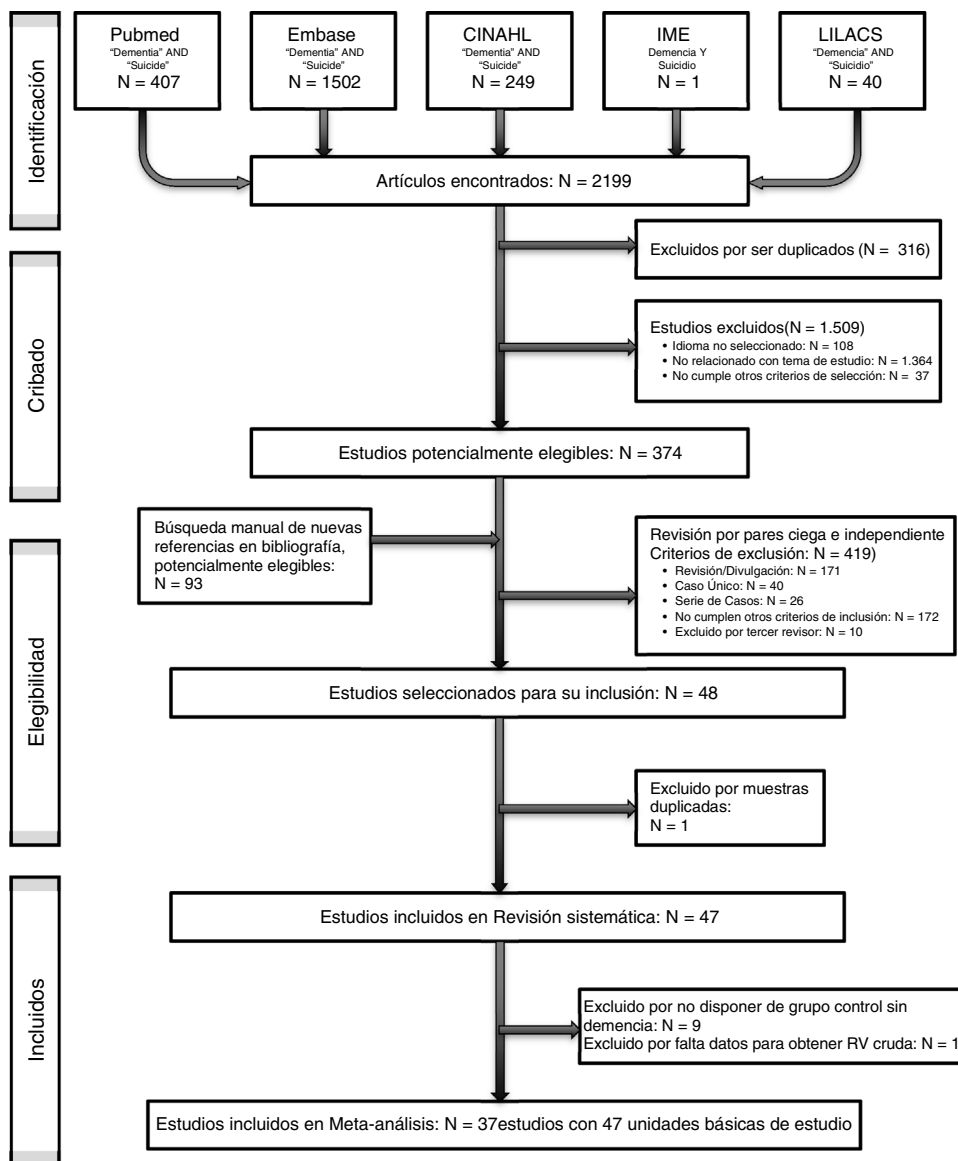 Identificación
Pubmed
“Dementia” AND
“Suicide”
N = 407
Embase
“Dementia” AND
“Suicide”
N = 1502
CINAHL
“Dementia” AND
“Suicide”
N = 249
IME
Demencia Y
Suicidio
N = 1
LILACS
“Demencia” AND
“Suicidio”
N = 40
Artículos encontrados: N = 2199
Cribado
Excluidos por ser duplicados (N = 316)
Estudios excluidos(N = 1.509)
• Idioma no seleccionado: N = 108
• No relacionado con tema de estudio: N = 1.364
• No cumple otros criterios de selección: N = 37
Estudios potencialmente elegibles: N = 374
Elegibilidad
Búsqueda manual de nuevas
referencias en bibliografía,
potencialmente elegibles:
N = 93
Revisión por pares ciega e independiente
Criterios de exclusión: N = 419)
• Revisión/Divulgación: N = 171
• Caso Único: N = 40
• Serie de Casos: N = 26
• No cumplen otros criterios de inclusión: N = 172
• Excluido por tercer revisor: N = 10
Estudios seleccionados para su inclusión: N = 48
Excluido por muestras
duplicadas:
N = 1
Incluidos
Estudios incluidos en Revisión sistemática: N = 47
Excluido por no disponer de grupo control sin
demencia: N = 9
Excluido por falta datos para obtener RV cruda: N = 1
Estudios incluidos en Meta-análisis: N = 37estudios con 47 unidades básicas de estudio